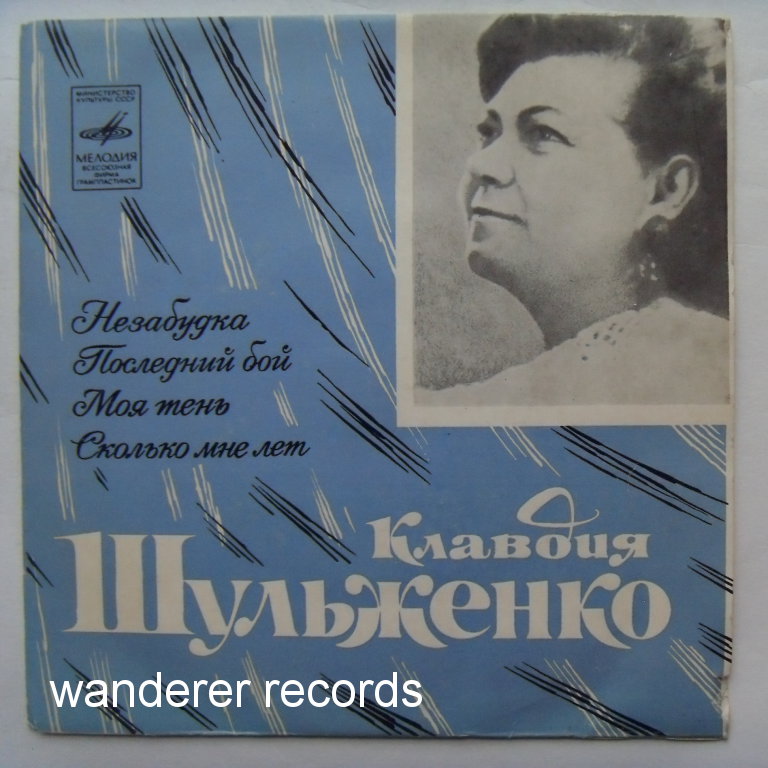 МИНИСТЕРСТВО
КУЛЬТУРЫ СССР
МЕЛОДИЯ
ВСЕСОЮЗНАЯ
ФИРМА
ГРАМПЛАСТИНОК
Незабудка
Последний бой
Моя тень
Сколько мне лет
Клавдия
Шульженко
wanderer records